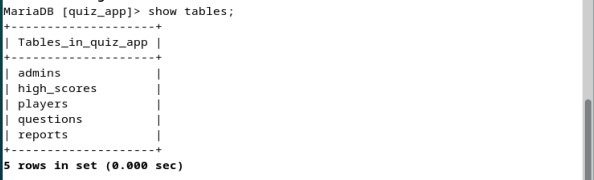 MariaDB [quiz_app]> show tables;
+--------------------+
| Tables_in_quiz_app |
+--------------------+
| admins             |
| high_scores        |
| players            |
| questions          |
| reports            |
+--------------------+
5 rows in set (0.000 sec)